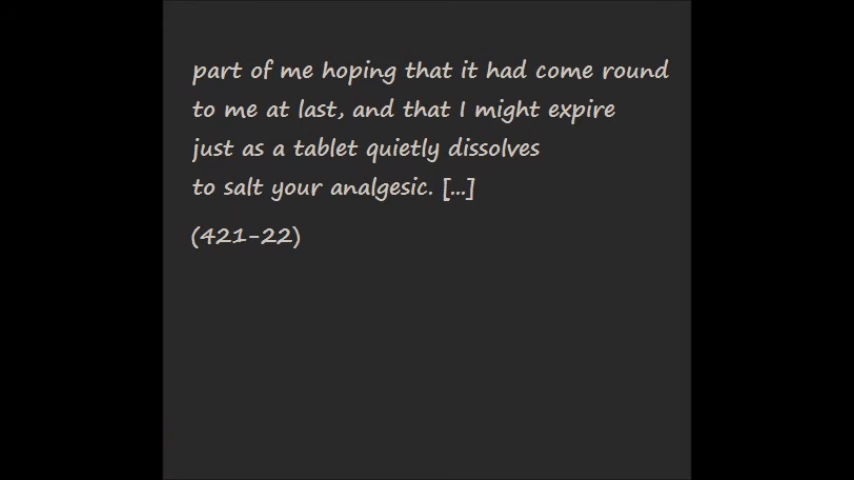 part of me hoping that it had come round
to me at last, and that I might expire
just as a tablet quietly dissolves
to salt your analgesic. [...]
(421-22)